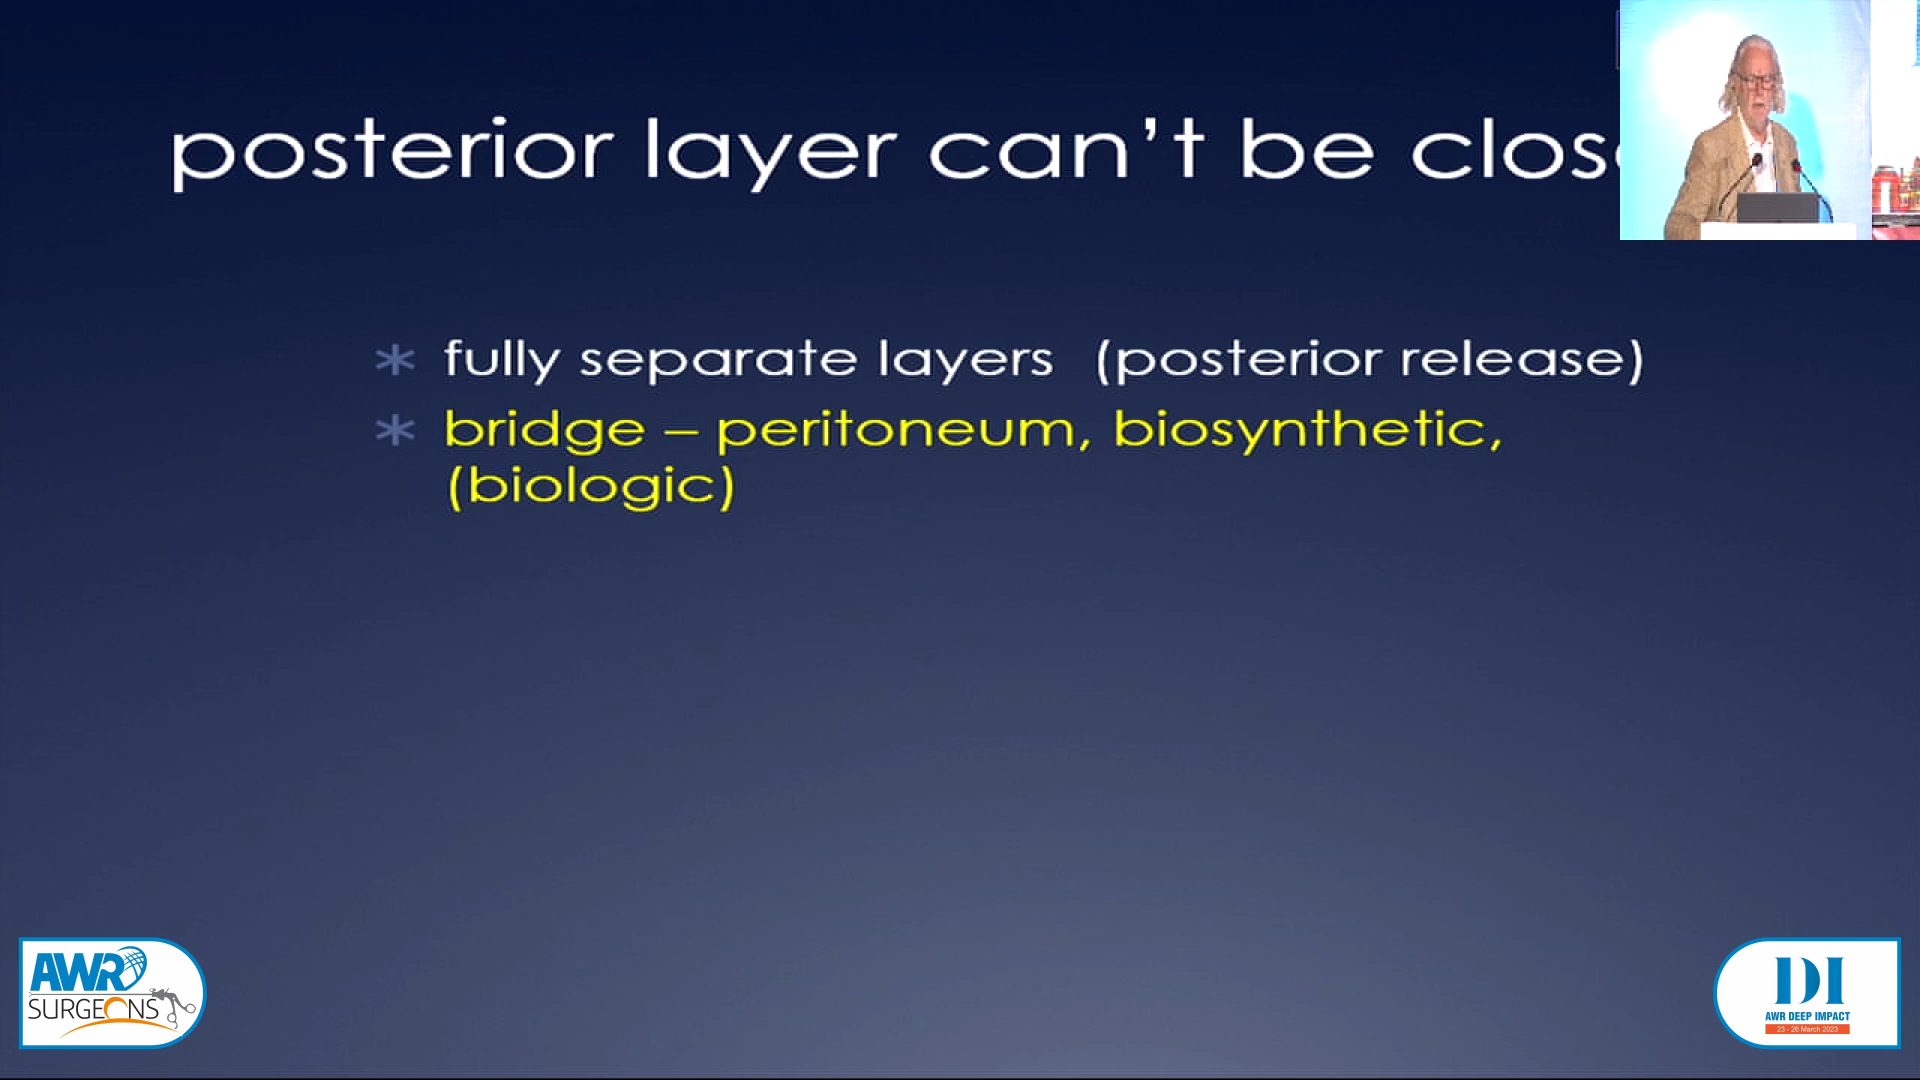 posterior layer can't be
* fully separate layers (posterior release)
* bridge – peritoneum, biosynthetic,
(biologic)
AWR
SURGEONS
DI
AWR DEEP IMPACT
23 - 26 March 2023